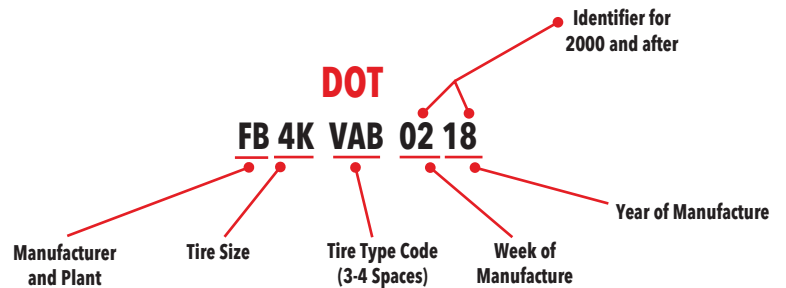 Identifier for
2000 and after
DOT
FB 4K VAB 02 18
Year of Manufacture
Manufacturer
and Plant
Tire Size
Tire Type Code
(3-4 Spaces)
Week of
Manufacture